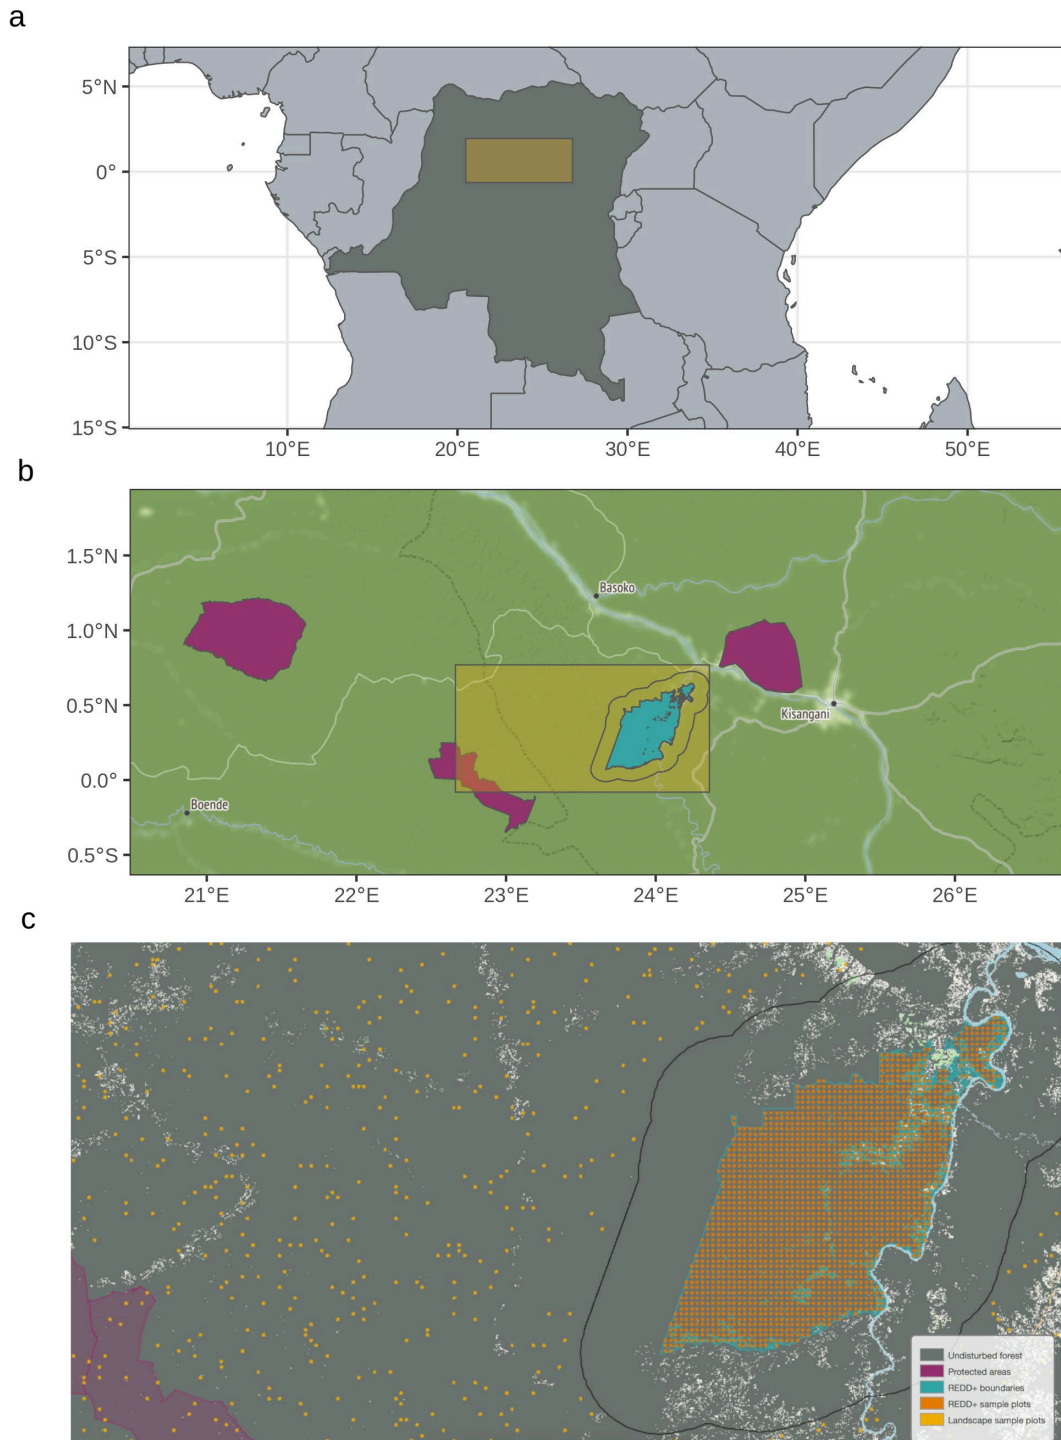 a
5°N
0°
5°S
10°S
15°S
10°E 20°E 30°E 40°E 50°E
b
1.5°N
1.0°N
0.5°N
0.0°
0.5°S
Basoko
Kisangani
Boende
21°E 22°E 23°E 24°E 25°E 26°E
c
Undisturbed forest
Protected areas
REDD+ boundaries
REDD+ sample plots
Landscape sample plots